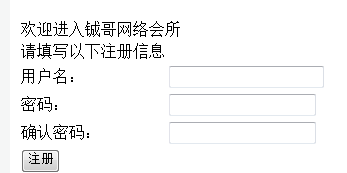 欢迎进入铖哥网络会所
请填写以下注册信息
用户名：
密码：
确认密码：
注册